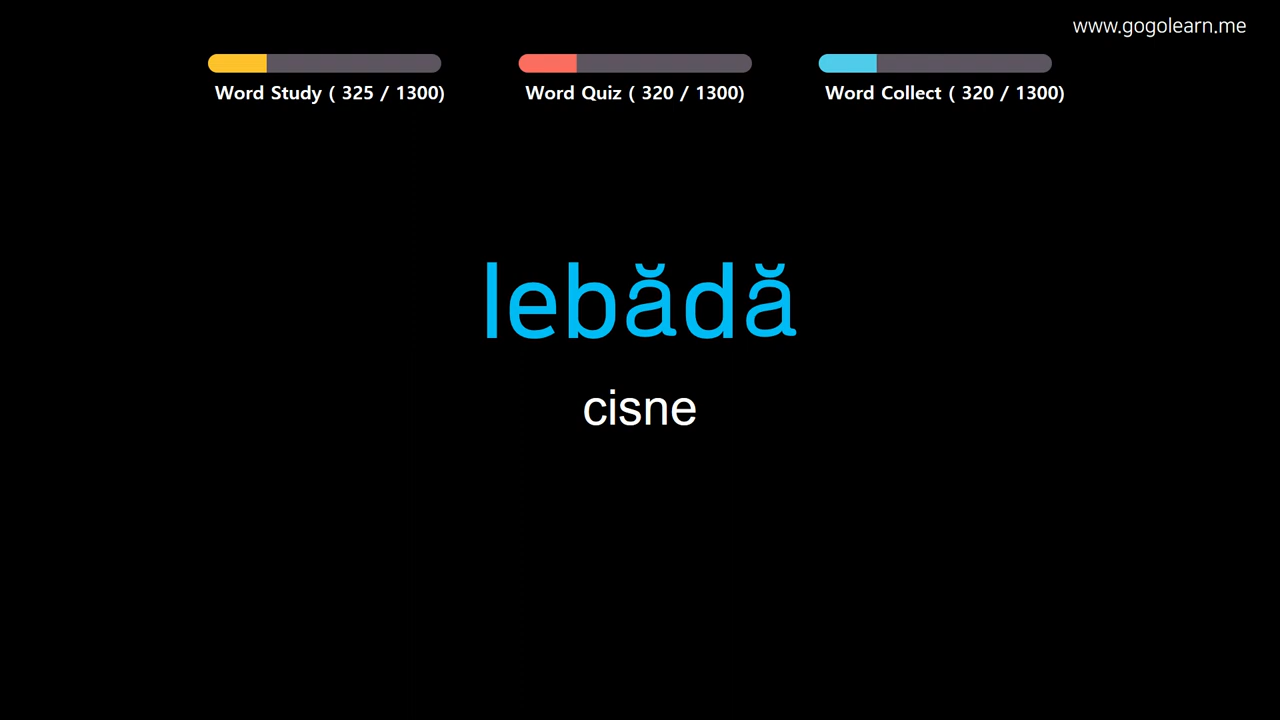 www.gogolearn.me
Word Study ( 325 / 1300)
Word Quiz ( 320 / 1300)
Word Collect ( 320 / 1300)
lebădă
cisne